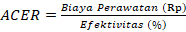 ACER = Biaya Perawatan (Rp) / Efektivitas (%)